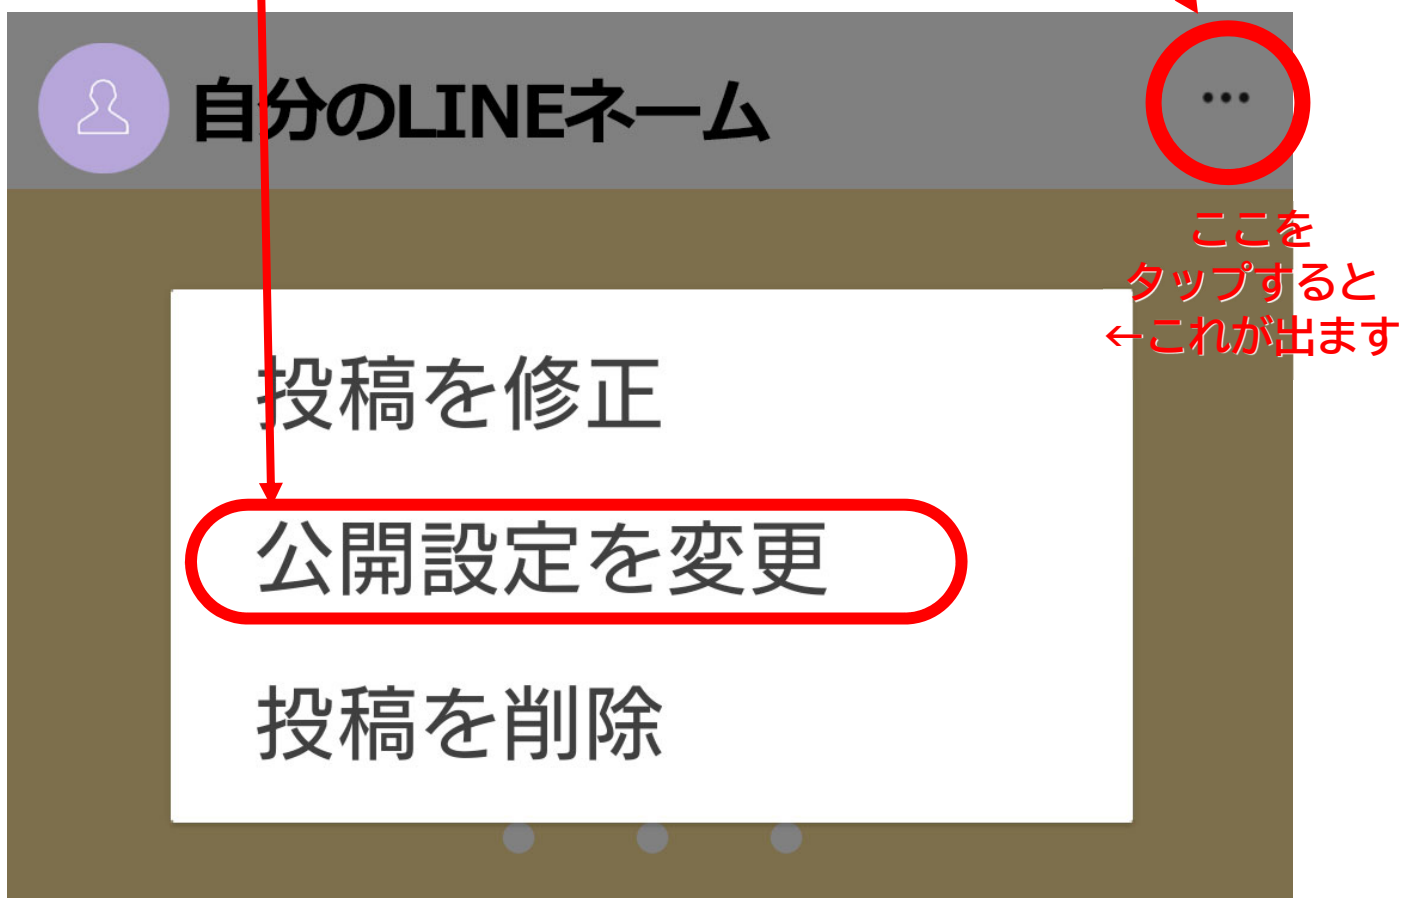 自分のLINEネーム
…
ここを
タップすると
←これが出ます
投稿を修正
公開設定を変更
投稿を削除